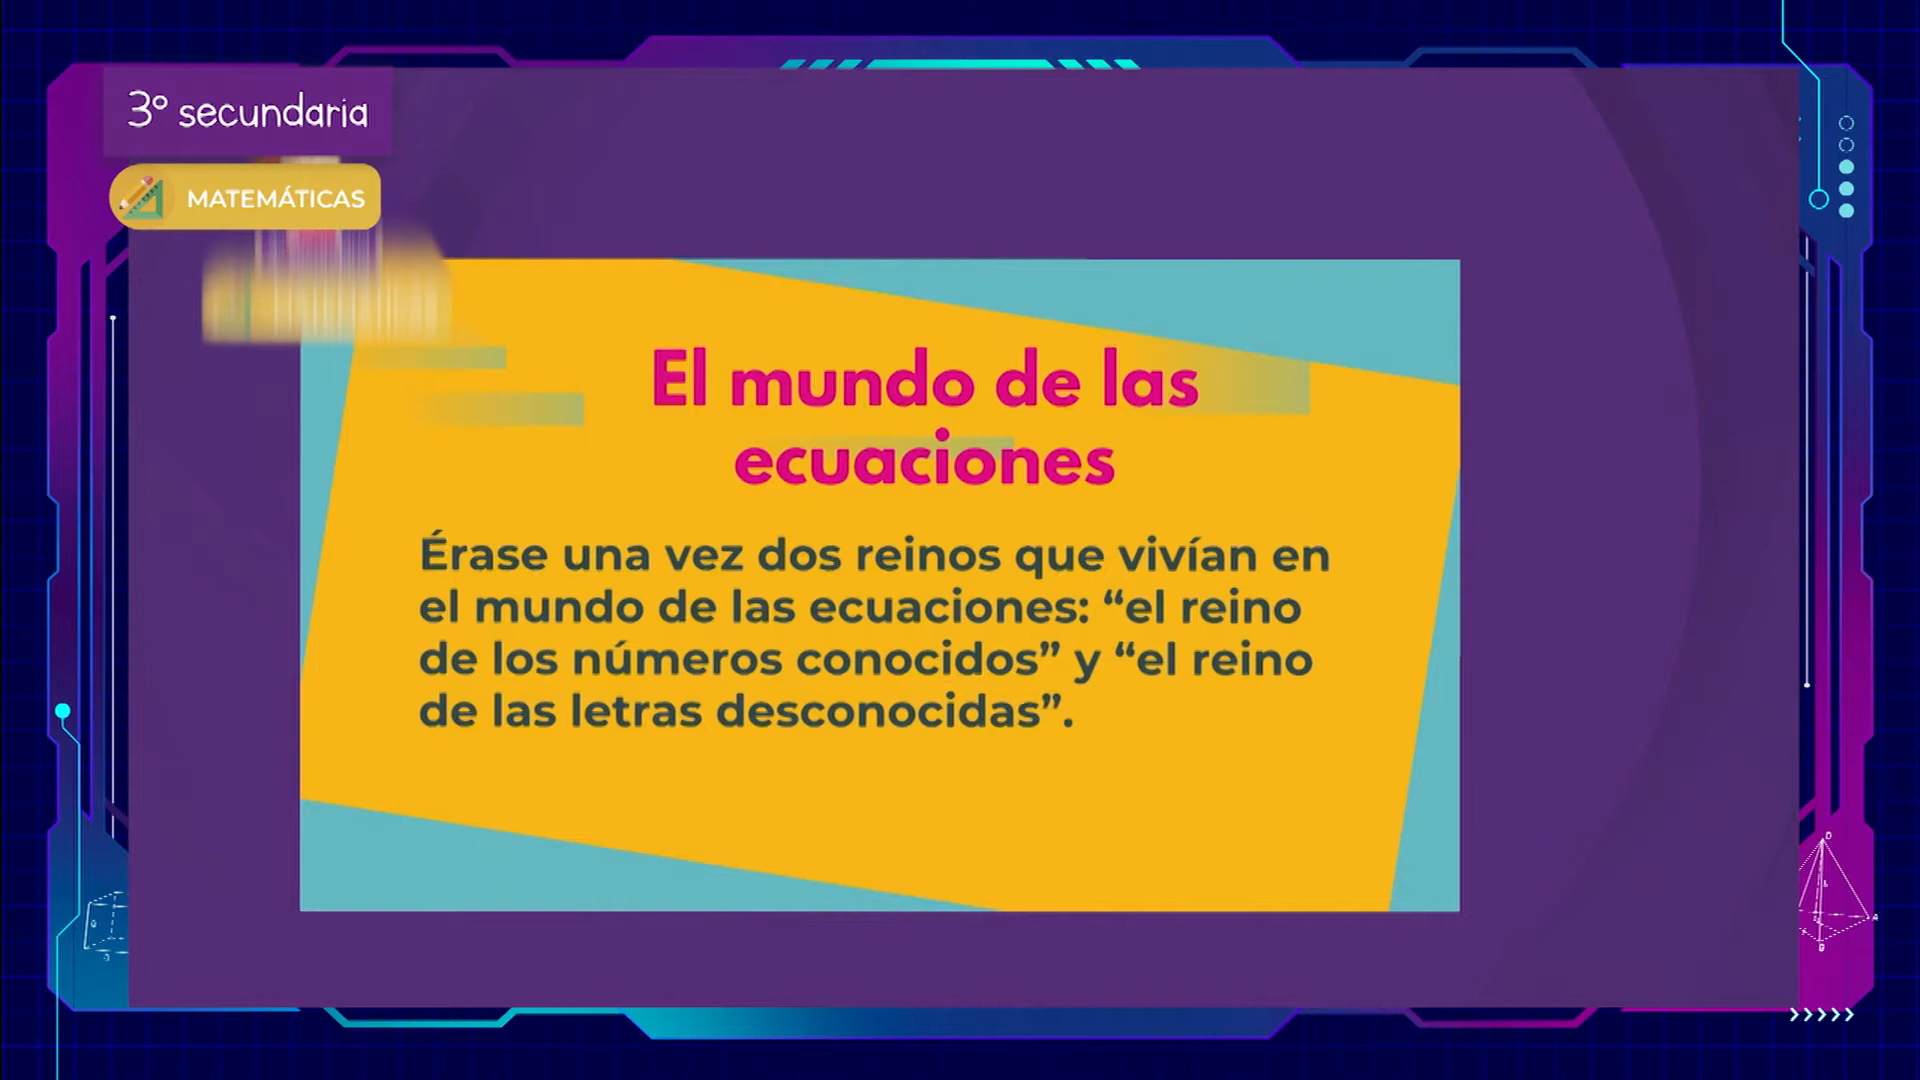 3º secundaria
MATEMÁTICAS
El mundo de las
ecuaciones
Érase una vez dos reinos que vivían en
el mundo de las ecuaciones: “el reino
de los números conocidos” y “el reino
de las letras desconocidas”.